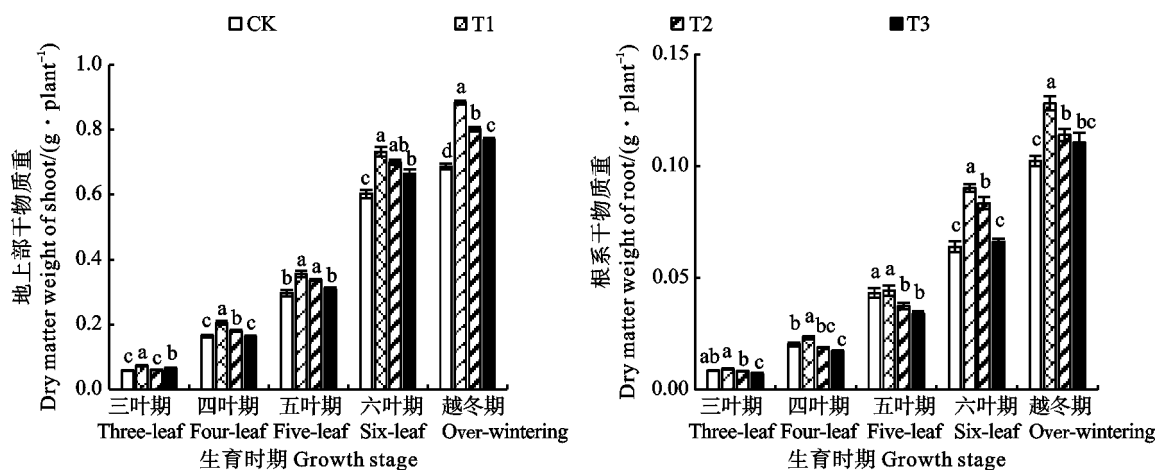 CK T1 T2 T3
地上部干物质重
Dry matter weight of shoot/(g·plant⁻¹)
1.0
0.8
0.6
0.4
0.2
0.0
c a c b
c a b c
b a a b
c a ab b
d a b c
三叶期 四叶期 五叶期 六叶期 越冬期
Three-leaf Four-leaf Five-leaf Six-leaf Over-wintering
生育时期 Growth stage
根系干物质重
Dry matter weight of root/(g·plant⁻¹)
0.15
0.10
0.05
0.00
ab a b c
b a bc c
a a b b
c a b c
c a b bc
三叶期 四叶期 五叶期 六叶期 越冬期
Three-leaf Four-leaf Five-leaf Six-leaf Over-wintering
生育时期 Growth stage